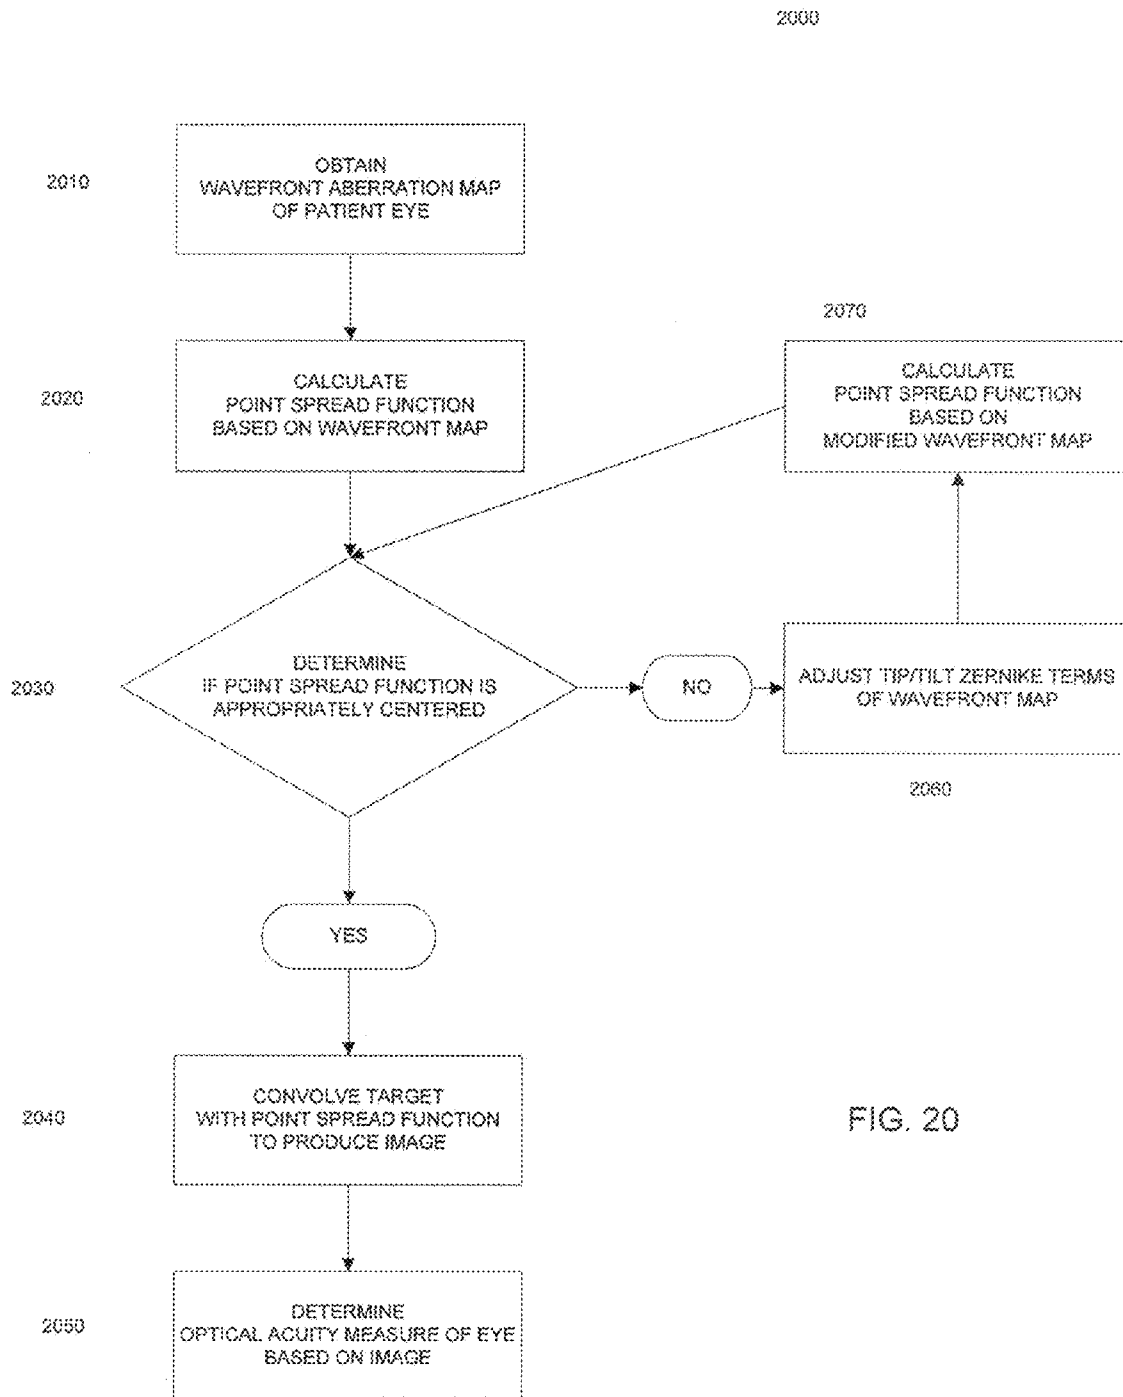 2000
2010
OBTAIN
WAVEFRONT ABERRATION MAP
OF PATIENT EYE
2020
CALCULATE
POINT SPREAD FUNCTION
BASED ON WAVEFRONT MAP
2070
CALCULATE
POINT SPREAD FUNCTION
BASED ON
MODIFIED WAVEFRONT MAP
2030
DETERMINE
IF POINT SPREAD FUNCTION IS
APPROPRIATELY CENTERED
NO
ADJUST TIP/TILT ZERNIKE TERMS
OF WAVEFRONT MAP
2060
YES
2040
CONVOLVE TARGET
WITH POINT SPREAD FUNCTION
TO PRODUCE IMAGE
FIG. 20
2050
DETERMINE
OPTICAL ACUITY MEASURE OF EYE
BASED ON IMAGE